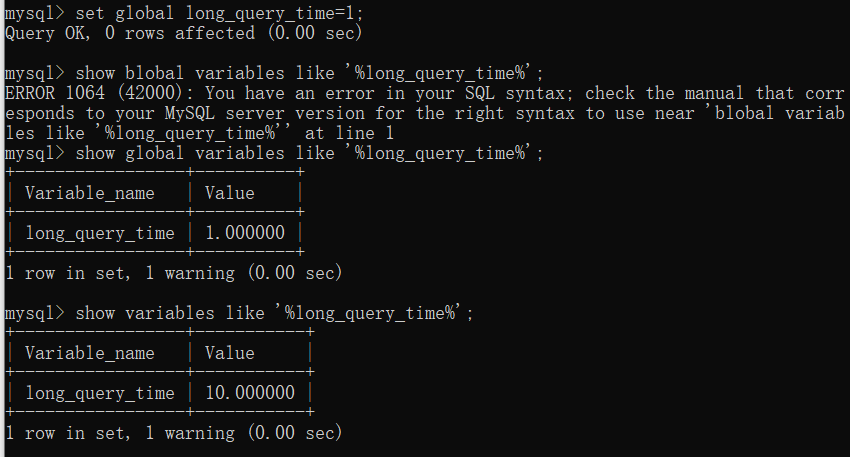 mysql> set global long_query_time=1;
Query OK, 0 rows affected (0.00 sec)
mysql> show blobal variables like '%long_query_time%';
ERROR 1064 (42000): You have an error in your SQL syntax; check the manual that corr
esponds to your MySQL server version for the right syntax to use near 'blobal variab
les like '%long_query_time%'' at line 1
mysql> show global variables like '%long_query_time%';
+-----------------+----------+
| Variable_name   | Value    |
+-----------------+----------+
| long_query_time | 1.000000 |
+-----------------+----------+
1 row in set, 1 warning (0.00 sec)
mysql> show variables like '%long_query_time%';
+-----------------+-----------+
| Variable_name   | Value     |
+-----------------+-----------+
| long_query_time | 10.000000 |
+-----------------+-----------+
1 row in set, 1 warning (0.00 sec)